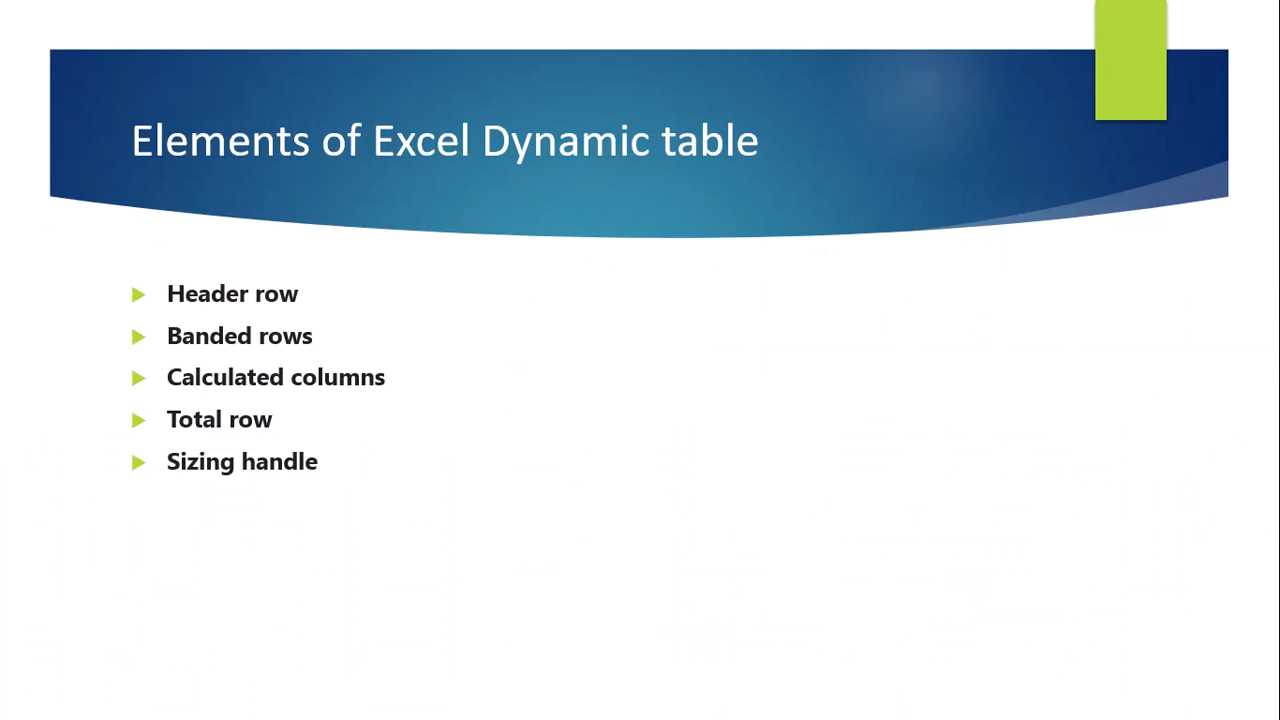 Elements of Excel Dynamic table
Header row
Banded rows
Calculated columns
Total row
Sizing handle